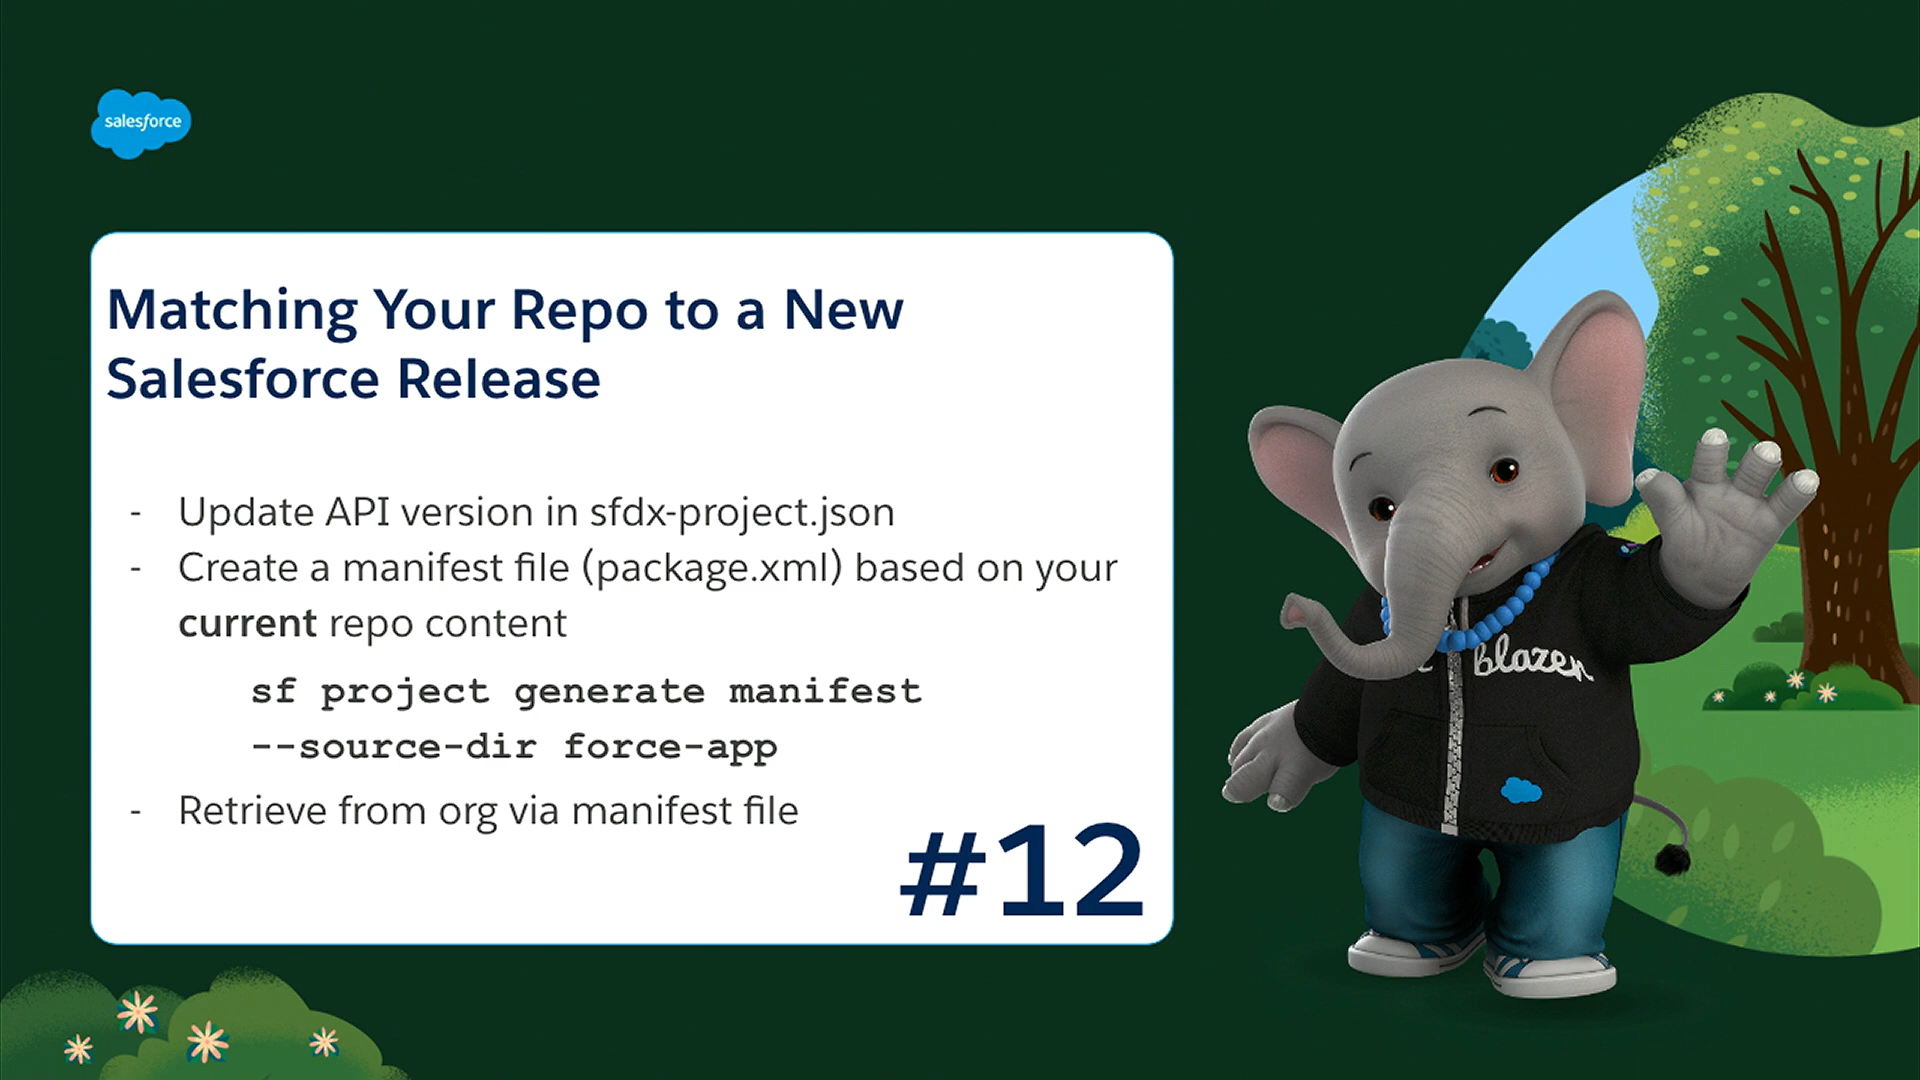 salesforce
Matching Your Repo to a New
Salesforce Release
- Update API version in sfdx-project.json
- Create a manifest file (package.xml) based on your
current repo content
sf project generate manifest
--source-dir force-app
- Retrieve from org via manifest file
#12
blazer